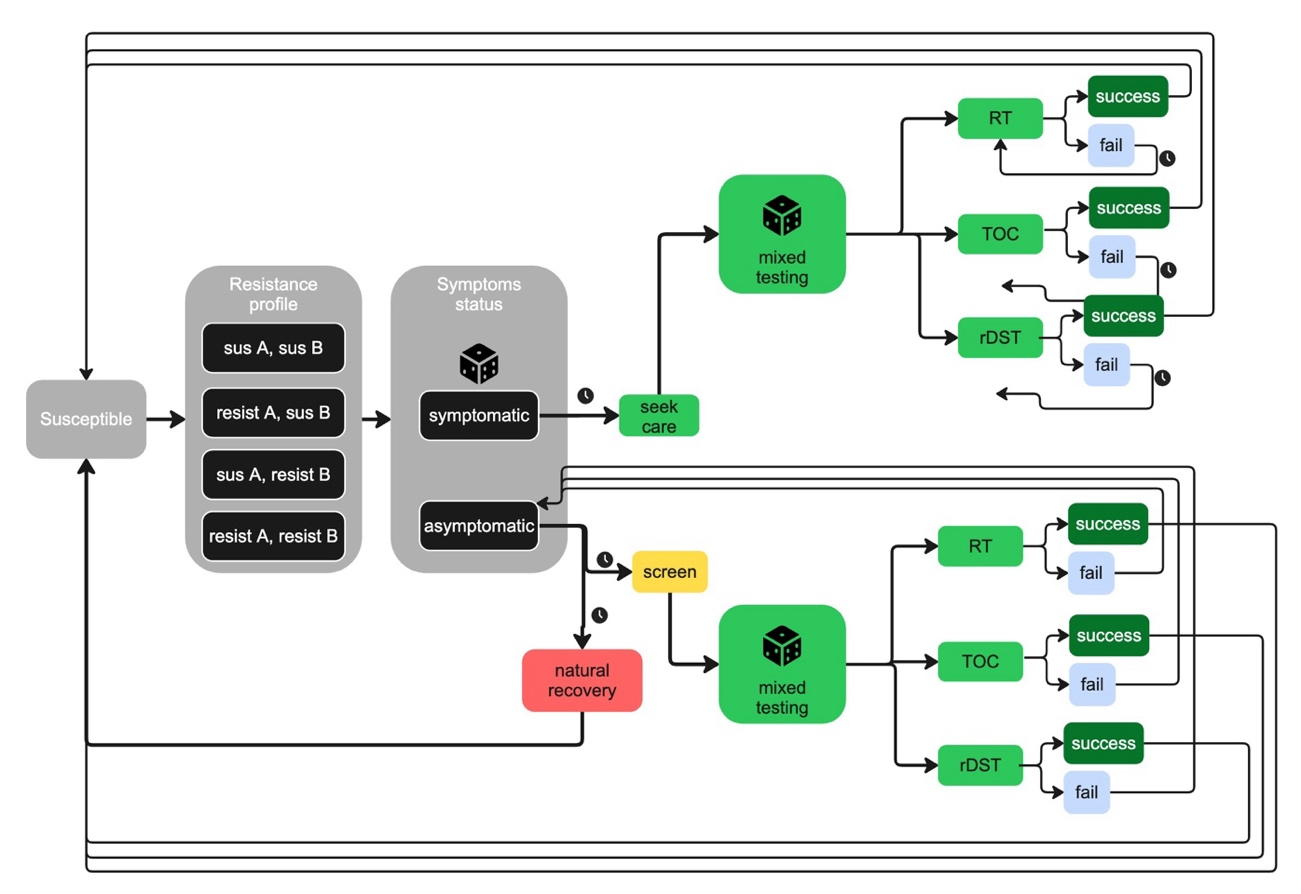 RT
success
fail
TOC
success
fail
rDST
success
fail
mixed
testing
Resistance
profile
sus A, sus B
resist A, sus B
sus A, resist B
resist A, resist B
Symptoms
status
symptomatic
asymptomatic
Susceptible
seek
care
screen
natural
recovery
mixed
testing
RT
success
fail
TOC
success
fail
rDST
success
fail